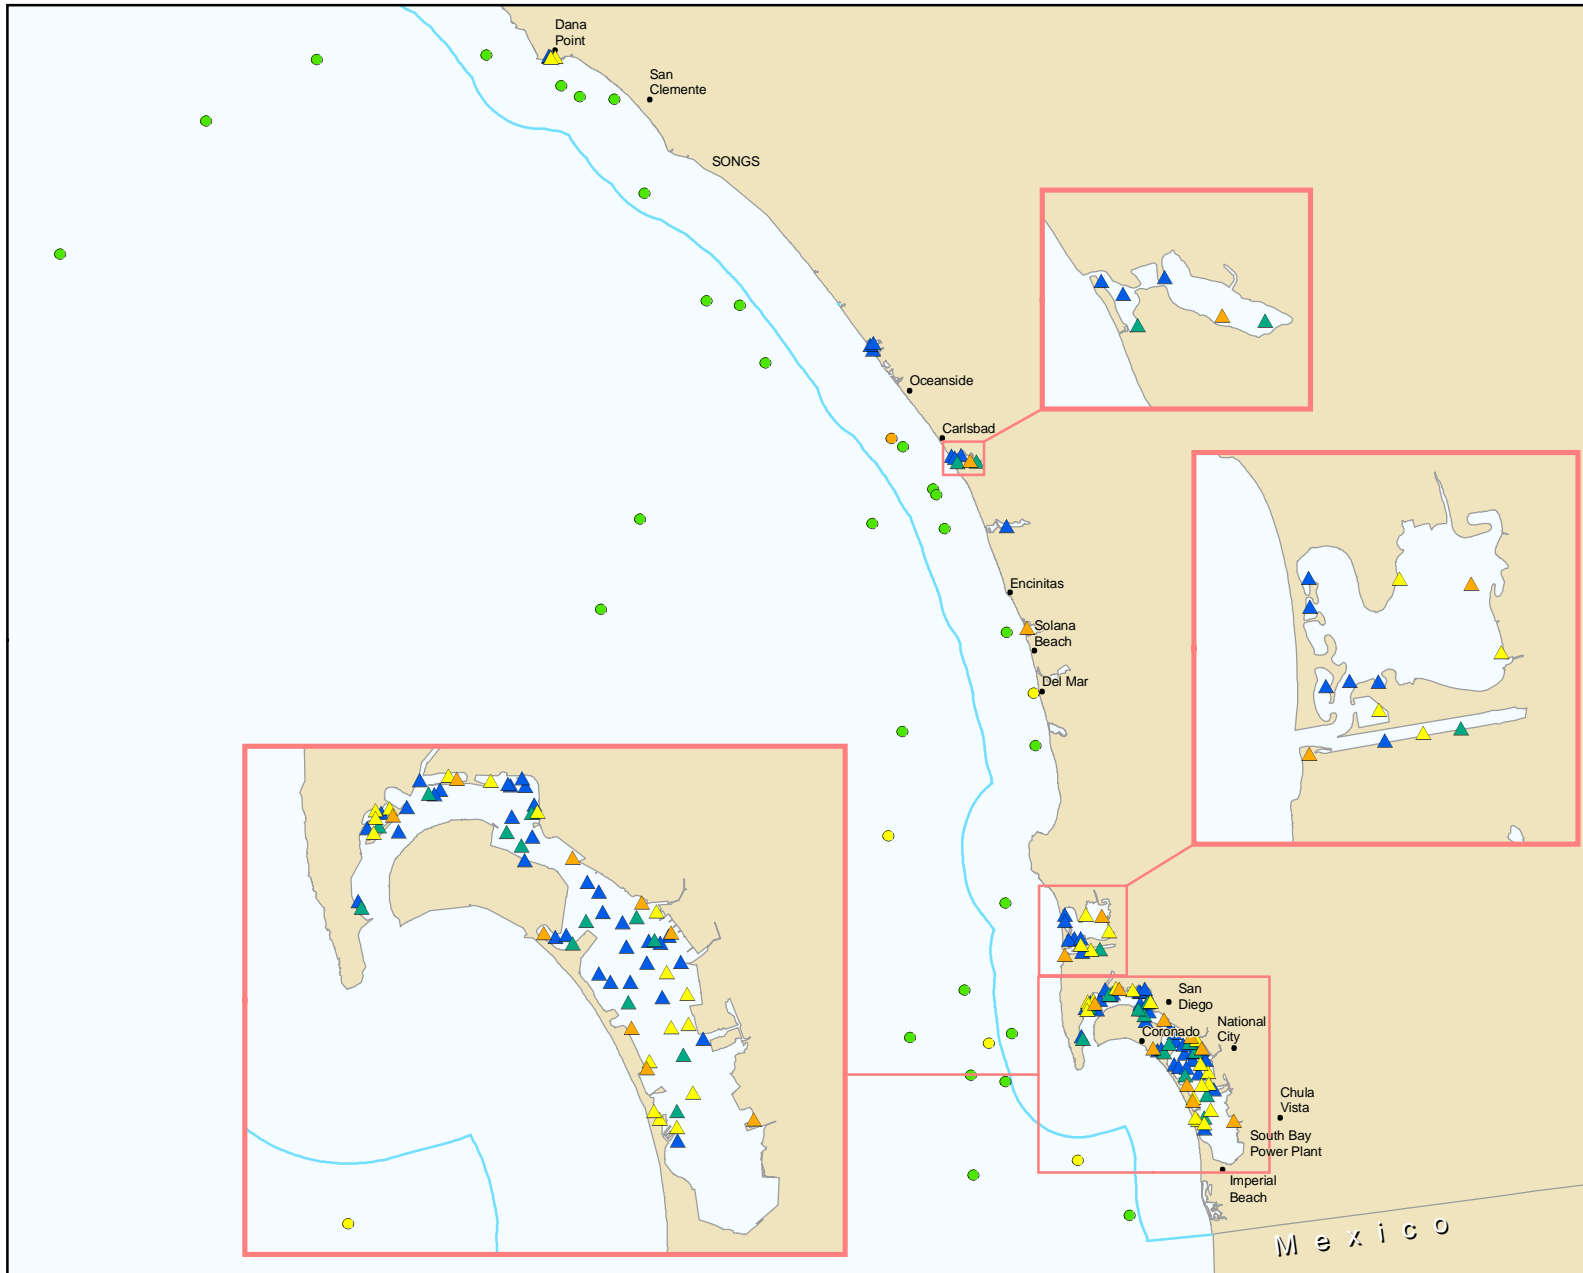 Dana
Point
San
Clemente
SONGS
Oceanside
Carlsbad
Encinitas
Solana
Beach
Del Mar
San
Diego
National
City
Coronado
Chula
Vista
South Bay
Power Plant
Imperial
Beach
Mexico